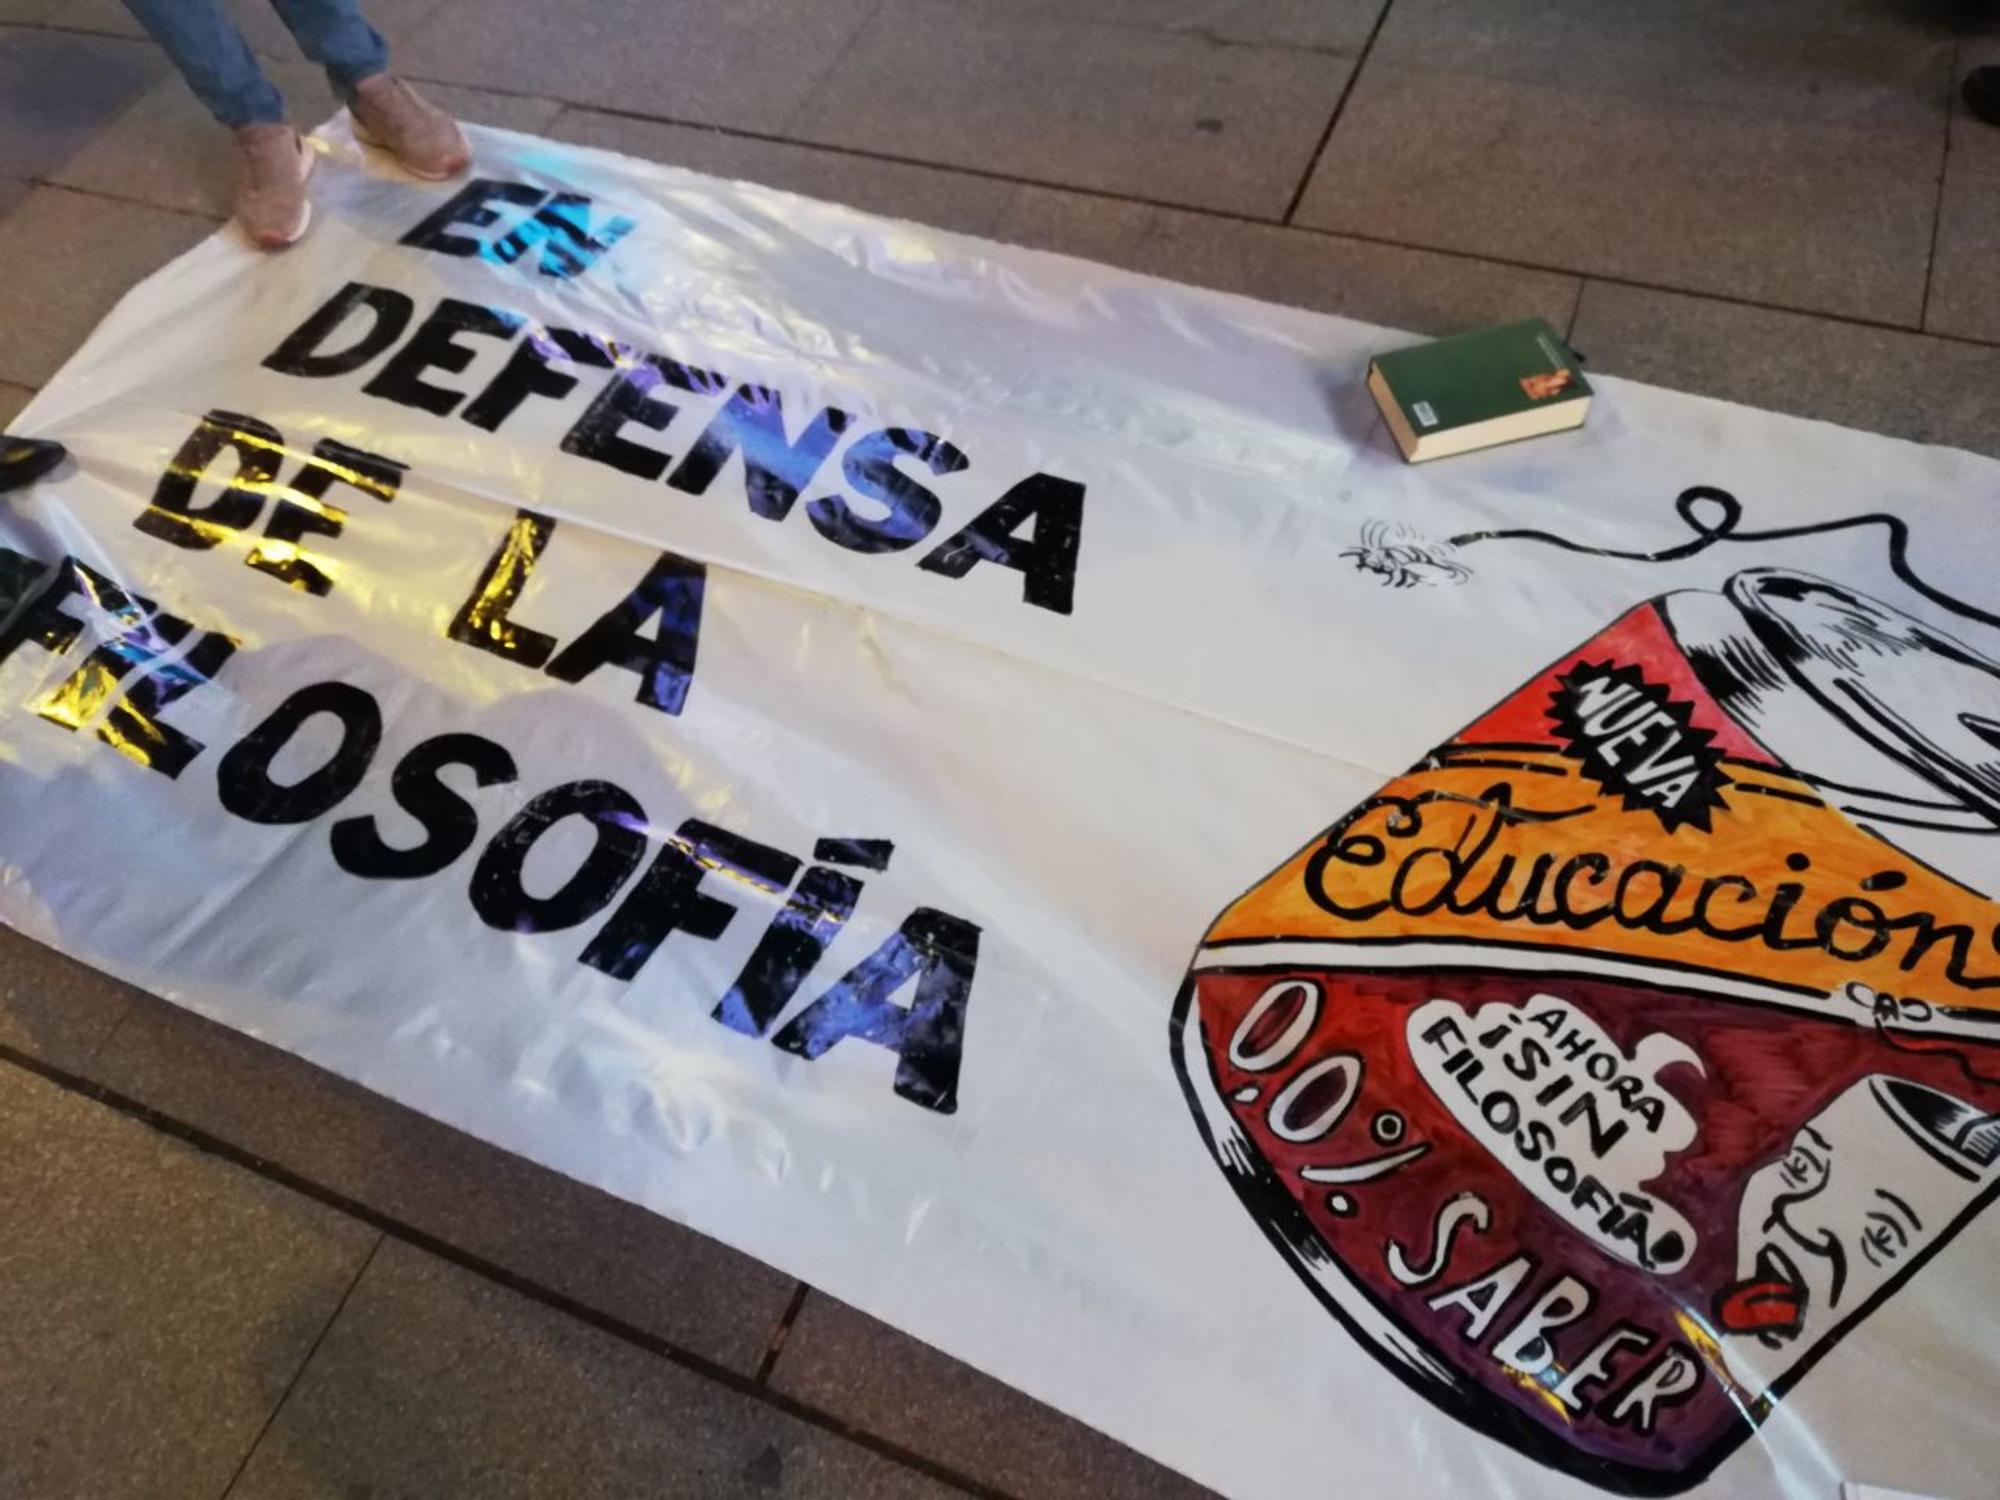 EN
DEFENSA
DE LA
FILOSOFÍA
NUEVA
Educación
0,0% SABER
¡AHORA
¡SIN
FILOSOFÍA!